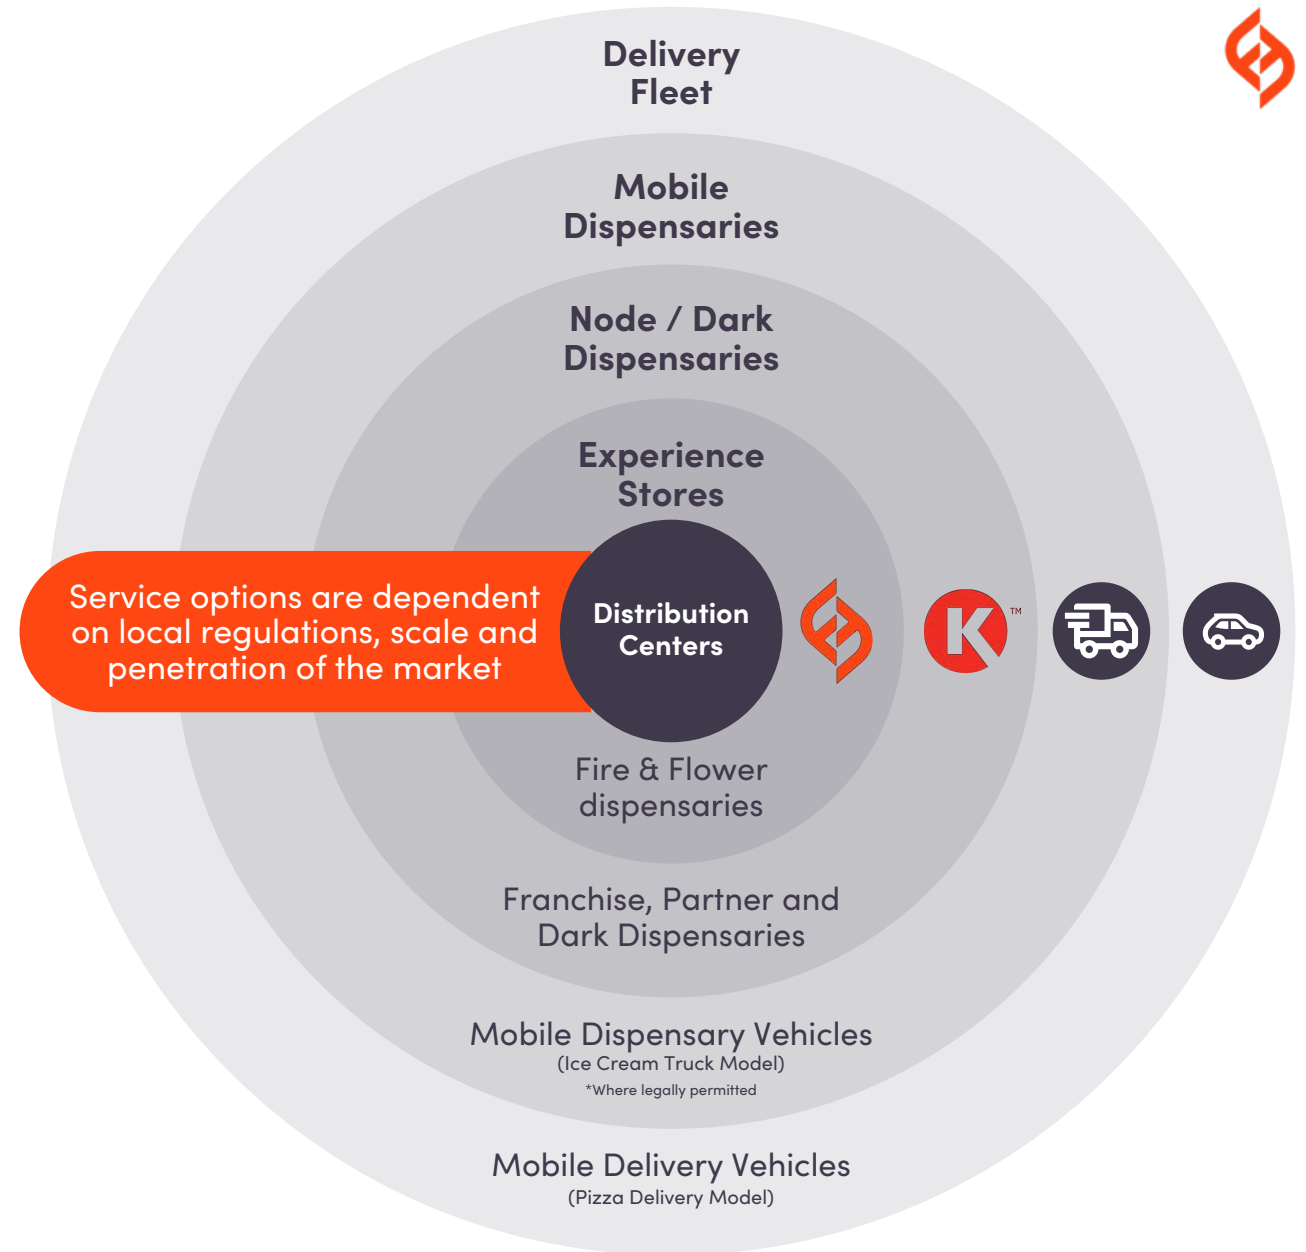 Delivery
Fleet
Mobile
Dispensaries
Node / Dark
Dispensaries
Experience
Stores
Service options are dependent
on local regulations, scale and
penetration of the market
Distribution
Centers
K TM
Fire & Flower
dispensaries
Franchise, Partner and
Dark Dispensaries
Mobile Dispensary Vehicles
(Ice Cream Truck Model)
*Where legally permitted
Mobile Delivery Vehicles
(Pizza Delivery Model)